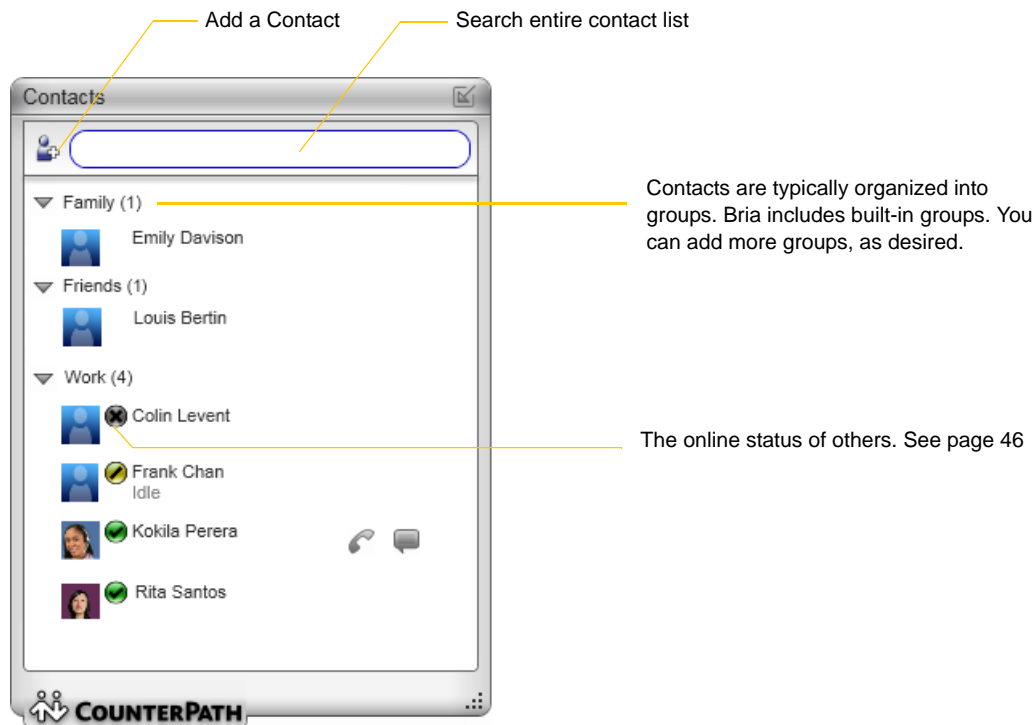 Add a Contact
Search entire contact list
Contacts
Family (1)
Contacts are typically organized into
groups. Bria includes built-in groups. You
can add more groups, as desired.
Emily Davison
Friends (1)
Louis Bertin
Work (4)
Colin Levent
The online status of others. See page 46
Frank Chan
Idle
Kokila Perera
Rita Santos
COUNTERPATH